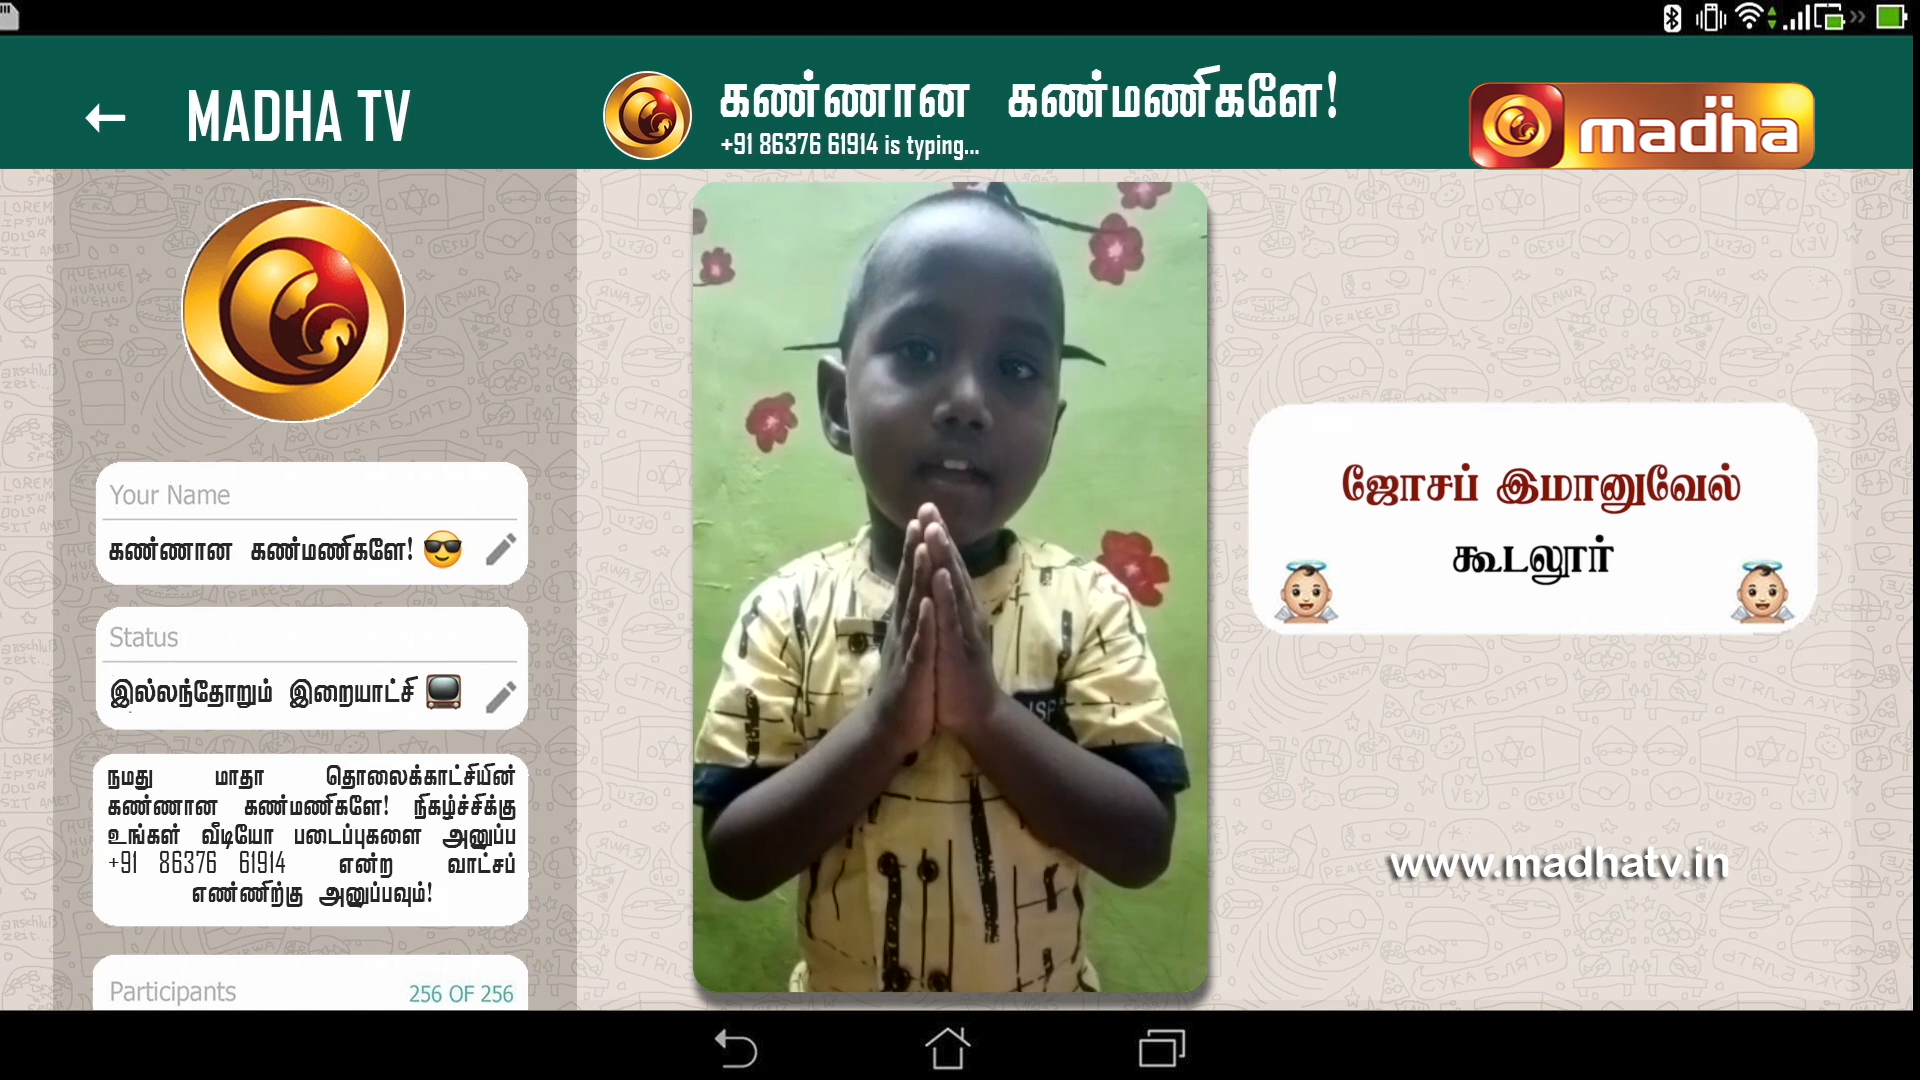 MADHA TV
கண்ணான கண்மணிகளே!
+91 86376 61914 is typing...
madha
Your Name
கண்ணான கண்மணிகளே! 😎
Status
இல்லந்தோறும் இறையாட்சி 📺
நமது மாதா தொலைக்காட்சியின்
கண்ணான கண்மணிகளே! நிகழ்ச்சிக்கு
உங்கள் வீடியோ படைப்புகளை அனுப்ப
+91 86376 61914 என்ற வாட்சப்
எண்ணிற்கு அனுப்பவும்!
Participants
256 OF 256
ஜோசப் இமானுவேல்
கூடலூர்
www.madhatv.in